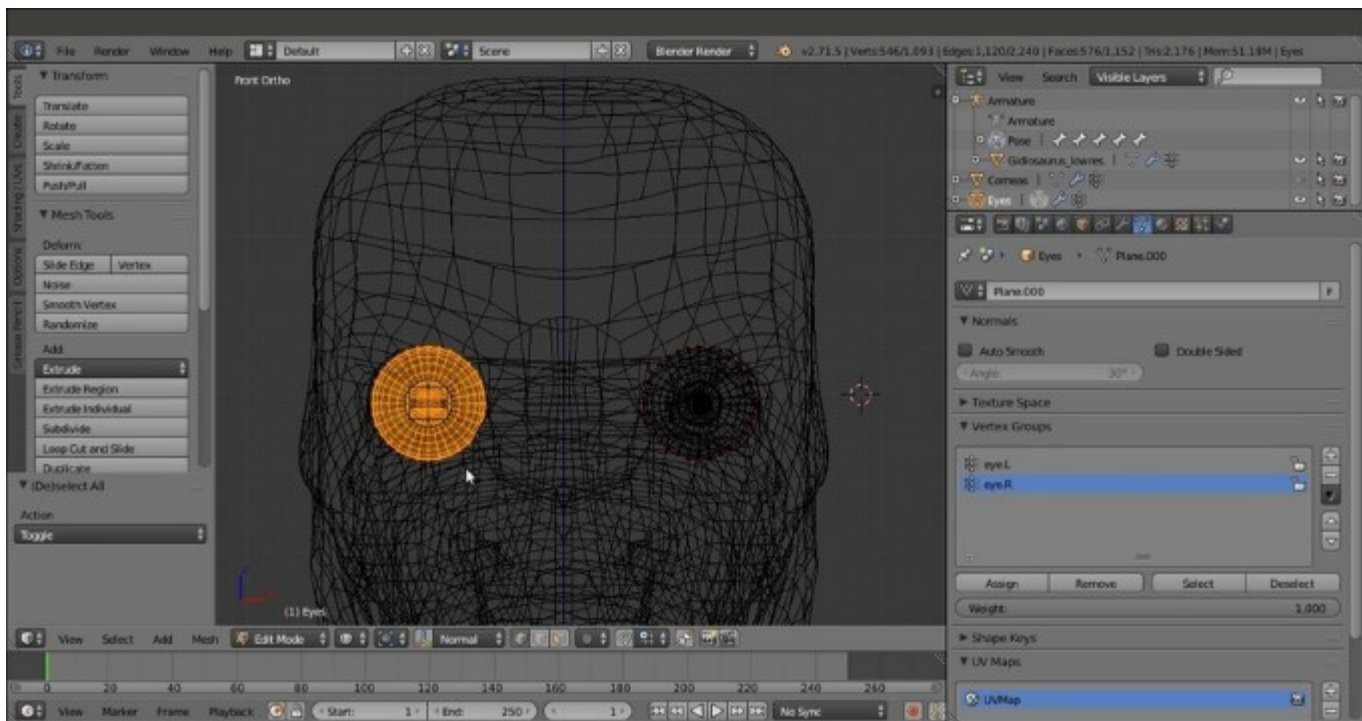 File Render Window Help Default Scene Blender Render v2.71.5 | Verts:546/1,093 | Edges:1,120/2,240 | Faces:576/1,152 | Tris:2,176 | Mem:51.18M | Eyes
Tools
Create
Shading / UVs
Options
Grease Pencil
Transform
Translate
Rotate
Scale
Shrink/Fatten
Push/Pull
Mesh Tools
Deform:
Slide Edge Vertex
Noise
Smooth Vertex
Randomize
Add:
Extrude
Extrude Region
Extrude Individual
Subdivide
Loop Cut and Slide
Duplicate
(De)select All
Action
Toggle
Front Ortho
(1) Eyes
View Select Add Mesh Edit Mode Normal
0 20 40 60 80 100 120 140 160 180 200 220 240 260
View Marker Frame Playback Start: 1 End: 250 1 No Sync
View Search Visible Layers
Armature
Armature
Pose
Gidiosaurus_lowres
Corneas
Eyes
Eyes Plane.000
Plane.000 F
Normals
Auto Smooth Double Sided
Angle: 30°
Texture Space
Vertex Groups
eye.L
eye.R
Assign Remove Select Deselect
Weight: 1.000
Shape Keys
UV Maps
UVMap